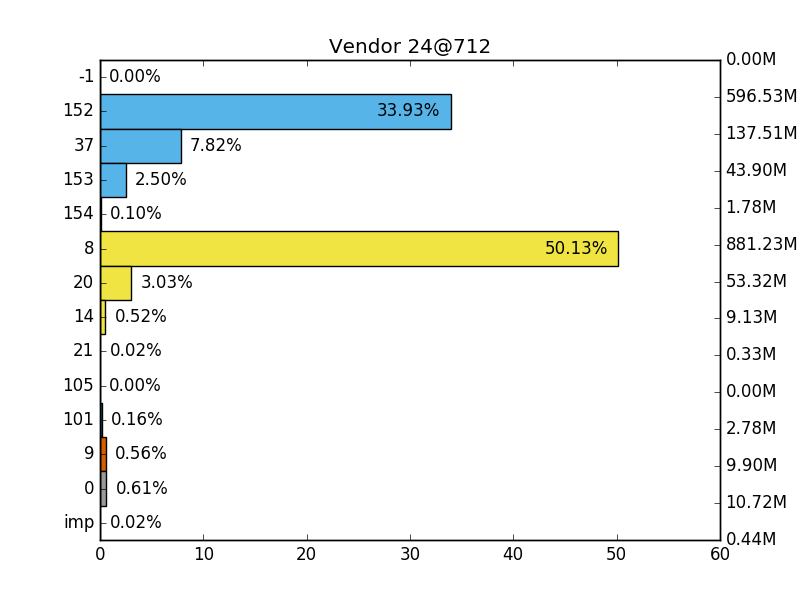 Vendor 24@712
-1 0.00% 0.00M
152 33.93% 596.53M
37 7.82% 137.51M
153 2.50% 43.90M
154 0.10% 1.78M
8 50.13% 881.23M
20 3.03% 53.32M
14 0.52% 9.13M
21 0.02% 0.33M
105 0.00% 0.00M
101 0.16% 2.78M
9 0.56% 9.90M
0 0.61% 10.72M
imp 0.02% 0.44M
0 10 20 30 40 50 60